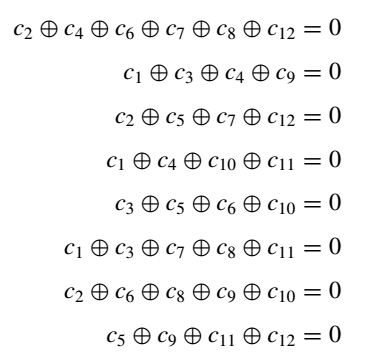 c₂ ⊕ c₄ ⊕ c₆ ⊕ c₇ ⊕ c₈ ⊕ c₁₂ = 0
c₁ ⊕ c₃ ⊕ c₄ ⊕ c₉ = 0
c₂ ⊕ c₅ ⊕ c₇ ⊕ c₁₂ = 0
c₁ ⊕ c₄ ⊕ c₁₀ ⊕ c₁₁ = 0
c₃ ⊕ c₅ ⊕ c₆ ⊕ c₁₀ = 0
c₁ ⊕ c₃ ⊕ c₇ ⊕ c₈ ⊕ c₁₁ = 0
c₂ ⊕ c₆ ⊕ c₈ ⊕ c₉ ⊕ c₁₀ = 0
c₅ ⊕ c₉ ⊕ c₁₁ ⊕ c₁₂ = 0